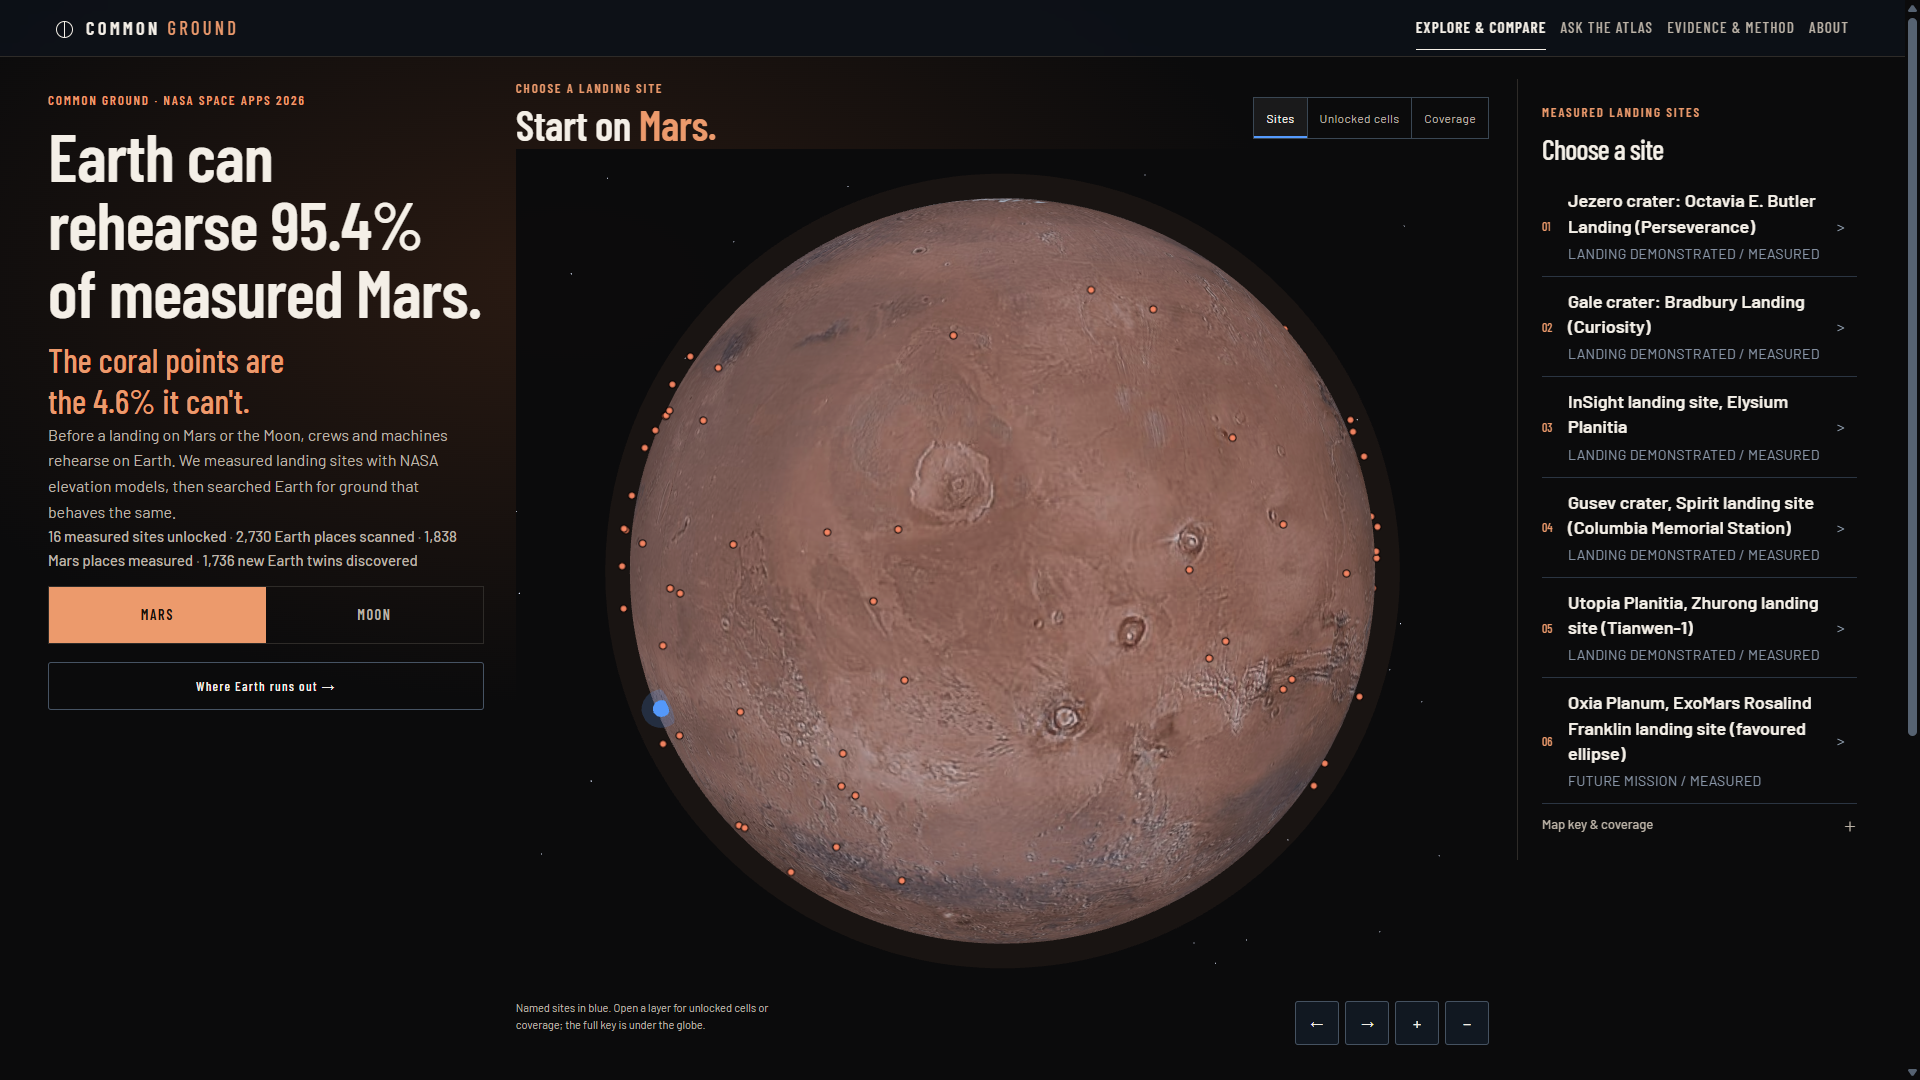 COMMON GROUND
EXPLORE & COMPARE
ASK THE ATLAS
EVIDENCE & METHOD
ABOUT
COMMON GROUND · NASA SPACE APPS 2026
Earth can
rehearse 95.4%
of measured Mars.
The coral points are
the 4.6% it can't.
Before a landing on Mars or the Moon, crews and machines
rehearse on Earth. We measured landing sites with NASA
elevation models, then searched Earth for ground that
behaves the same.
16 measured sites unlocked · 2,730 Earth places scanned · 1,838
Mars places measured · 1,736 new Earth twins discovered
MARS
MOON
Where Earth runs out →
CHOOSE A LANDING SITE
Start on Mars.
Sites
Unlocked cells
Coverage
Named sites in blue. Open a layer for unlocked cells or
coverage; the full key is under the globe.
← → + −
MEASURED LANDING SITES
Choose a site
01
Jezero crater: Octavia E. Butler
Landing (Perseverance)
>
LANDING DEMONSTRATED / MEASURED
02
Gale crater: Bradbury Landing
(Curiosity)
>
LANDING DEMONSTRATED / MEASURED
03
InSight landing site, Elysium
Planitia
>
LANDING DEMONSTRATED / MEASURED
04
Gusev crater, Spirit landing site
(Columbia Memorial Station)
>
LANDING DEMONSTRATED / MEASURED
05
Utopia Planitia, Zhurong landing
site (Tianwen-1)
>
LANDING DEMONSTRATED / MEASURED
06
Oxia Planum, ExoMars Rosalind
Franklin landing site (favoured
ellipse)
>
FUTURE MISSION / MEASURED
Map key & coverage +